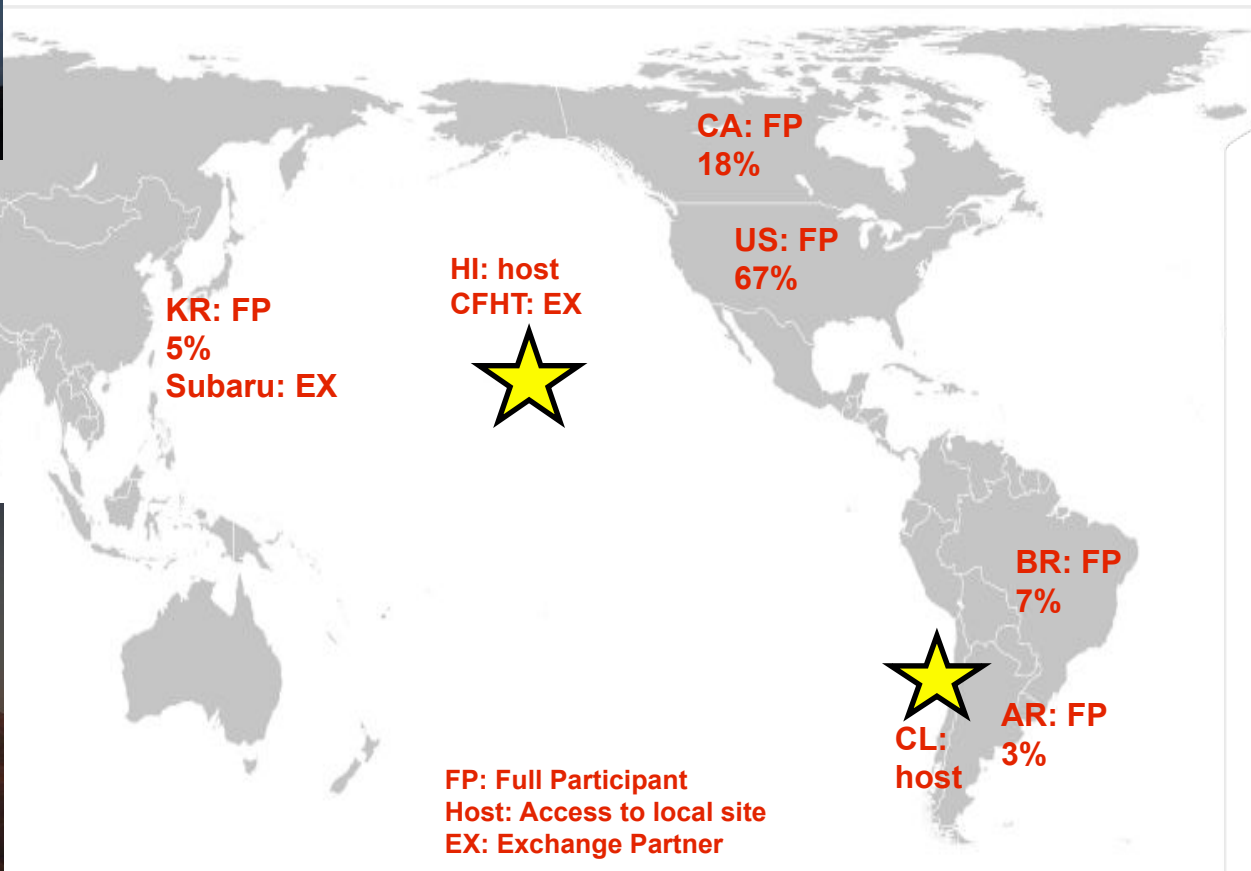 CA: FP
18%
US: FP
67%
HI: host
CFHT: EX
KR: FP
5%
Subaru: EX
BR: FP
7%
AR: FP
3%
CL:
host
FP: Full Participant
Host: Access to local site
EX: Exchange Partner